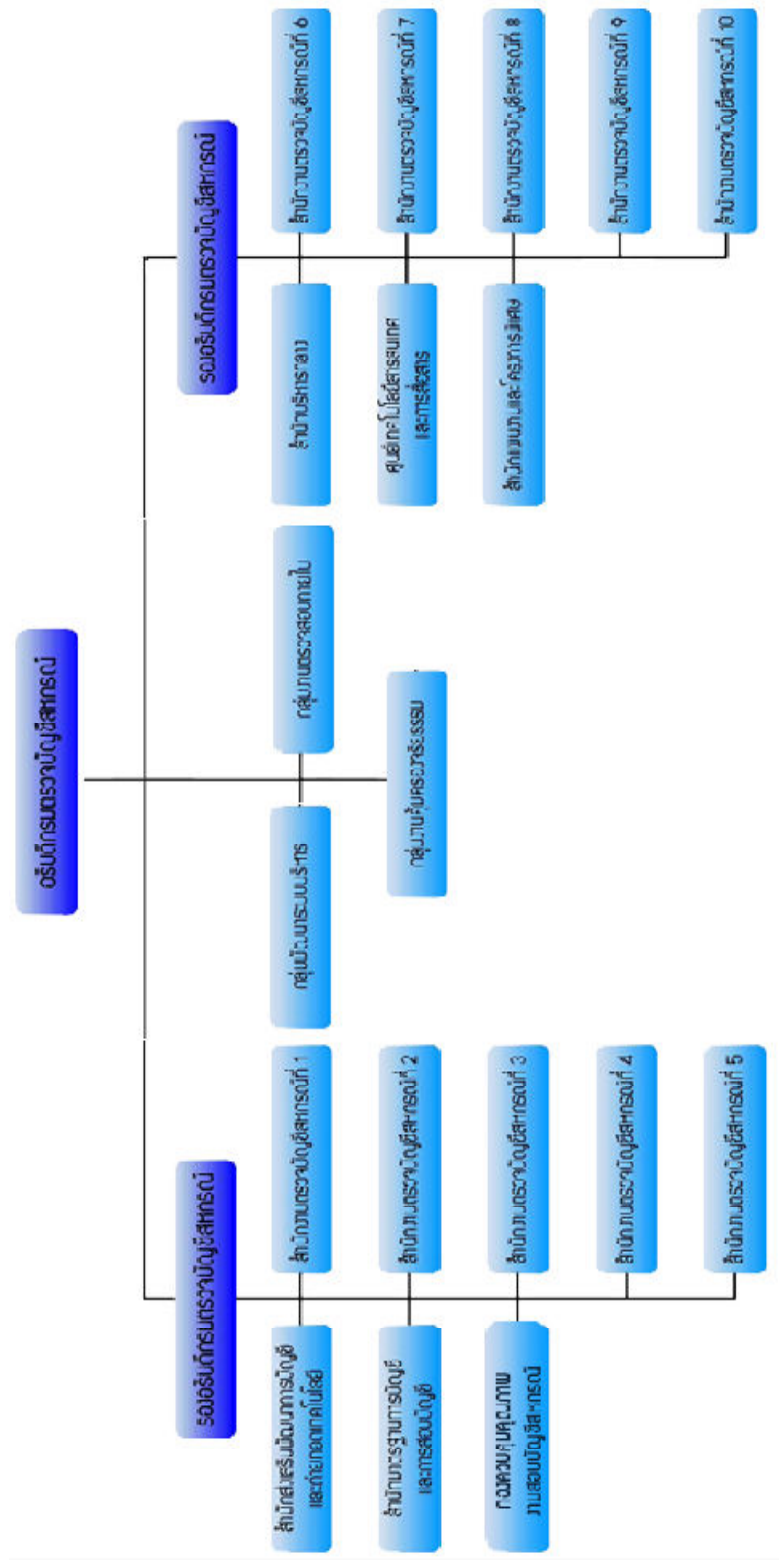 อธิบดีกรมตรวจบัญชีสหกรณ์
รองอธิบดีกรมตรวจบัญชีสหกรณ์
รองอธิบดีกรมตรวจบัญชีสหกรณ์
สำนักส่งเสริมพัฒนาการบัญชี
และถ่ายทอดเทคโนโลยี
สำนักงานตรวจบัญชีสหกรณ์ที่ 1
กลุ่มพัฒนาระบบบริหาร
กลุ่มงานตรวจสอบภายใน
สำนักบริหารกลาง
สำนักงานตรวจบัญชีสหกรณ์ที่ 6
สำนักมาตรฐานการบัญชี
และการสอบบัญชี
สำนักงานตรวจบัญชีสหกรณ์ที่ 2
กลุ่มงานคุ้มครองจริยธรรม
ศูนย์เทคโนโลยีสารสนเทศ
และการสื่อสาร
สำนักงานตรวจบัญชีสหกรณ์ที่ 7
กองควบคุมคุณภาพ
งานสอบบัญชีสหกรณ์
สำนักงานตรวจบัญชีสหกรณ์ที่ 3
สำนักแผนงานและโครงการพิเศษ
สำนักงานตรวจบัญชีสหกรณ์ที่ 8
สำนักงานตรวจบัญชีสหกรณ์ที่ 4
สำนักงานตรวจบัญชีสหกรณ์ที่ 9
สำนักงานตรวจบัญชีสหกรณ์ที่ 5
สำนักงานตรวจบัญชีสหกรณ์ที่ 10